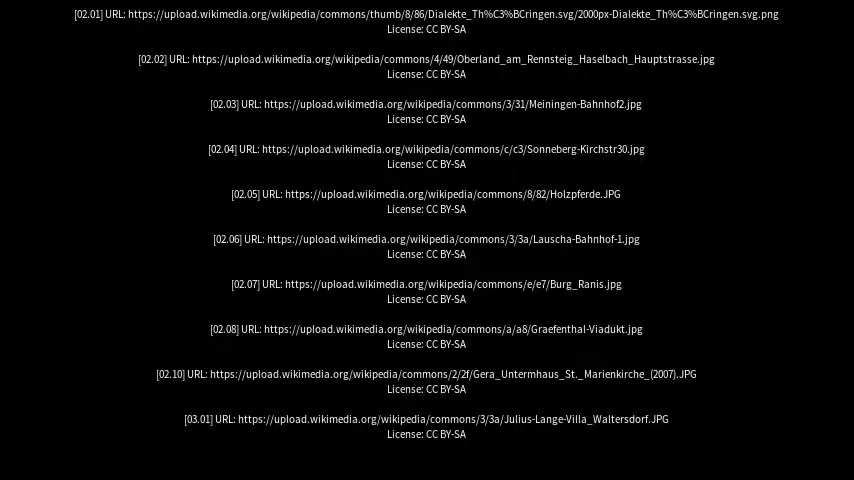 [02.01] URL: https://upload.wikimedia.org/wikipedia/commons/thumb/8/86/Dialekte_Th%C3%BCringen.svg/2000px-Dialekte_Th%C3%BCringen.svg.png
License: CC BY-SA
[02.02] URL: https://upload.wikimedia.org/wikipedia/commons/4/49/Oberland_am_Rennsteig_Haselbach_Hauptstrasse.jpg
License: CC BY-SA
[02.03] URL: https://upload.wikimedia.org/wikipedia/commons/3/31/Meiningen-Bahnhof2.jpg
License: CC BY-SA
[02.04] URL: https://upload.wikimedia.org/wikipedia/commons/c/c3/Sonneberg-Kirchstr30.jpg
License: CC BY-SA
[02.05] URL: https://upload.wikimedia.org/wikipedia/commons/8/82/Holzpferde.JPG
License: CC BY-SA
[02.06] URL: https://upload.wikimedia.org/wikipedia/commons/3/3a/Lauscha-Bahnhof-1.jpg
License: CC BY-SA
[02.07] URL: https://upload.wikimedia.org/wikipedia/commons/e/e7/Burg_Ranis.jpg
License: CC BY-SA
[02.08] URL: https://upload.wikimedia.org/wikipedia/commons/a/a8/Graefenthal-Viadukt.jpg
License: CC BY-SA
[02.10] URL: https://upload.wikimedia.org/wikipedia/commons/2/2f/Gera_Untermhaus_St._Marienkirche_(2007).JPG
License: CC BY-SA
[03.01] URL: https://upload.wikimedia.org/wikipedia/commons/3/3a/Julius-Lange-Villa_Waltersdorf.JPG
License: CC BY-SA